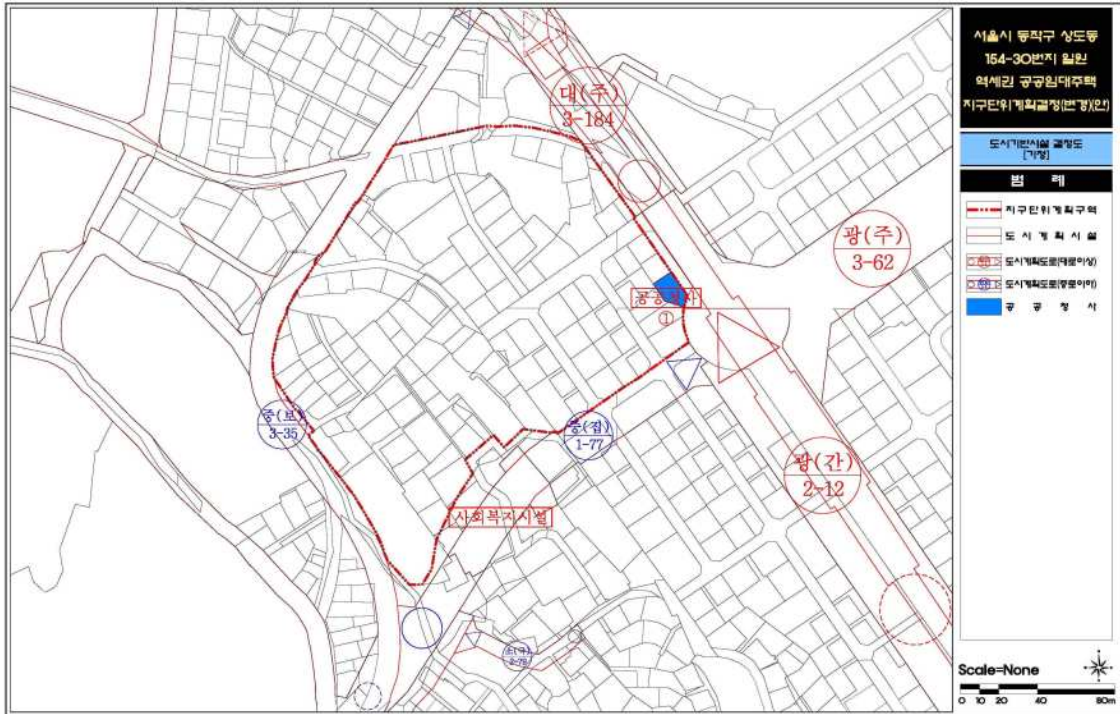 서울시 동작구 상도동
154-30번지 일원
역세권 공공임대주택
지구단위계획결정(변경)(안)
도시기반시설 결정도
[기정]
범 례
지구단위계획구역
도시계획시설
도시계획도로(대로이상)
도시계획도로(중로이하)
공공청사
대(주)
3-184
광(주)
3-62
공공청사
①
중(보)
3-35
중(집)
1-77
광(간)
2-12
사회복지시설
Scale=None
0 10 20 40 80m